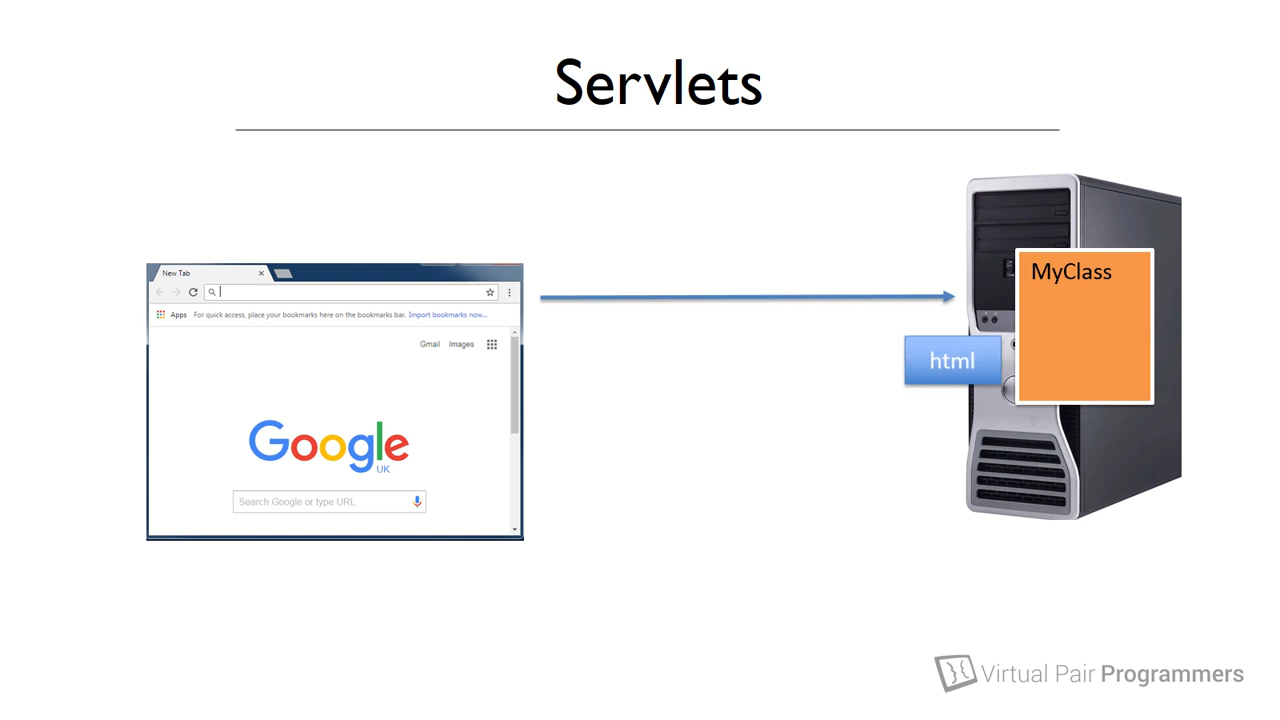 Servlets
New Tab
Apps For quick access, place your bookmarks here on the bookmarks bar. Import bookmarks now...
Gmail Images
Google
UK
Search Google or type URL
MyClass
html
Virtual Pair Programmers